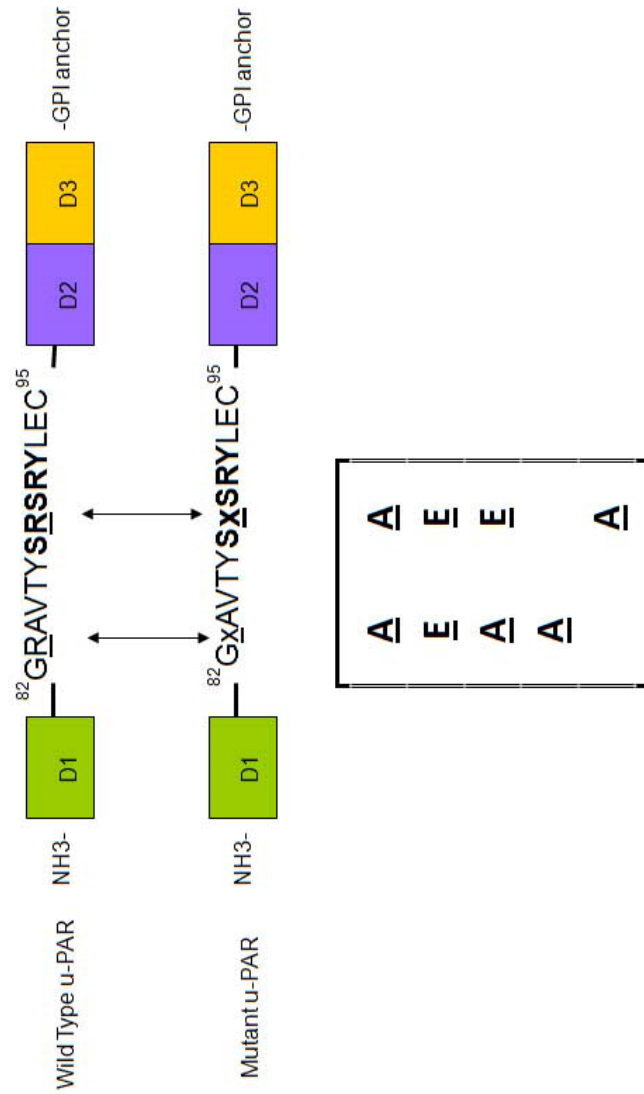 Wild Type u-PAR NH3- D1 ⁸²GRAVTYSRSRYLEC⁹⁵ D2 D3 -GPI anchor
Mutant u-PAR NH3- D1 ⁸²GxAVTYSXSRYLEC⁹⁵ D2 D3 -GPI anchor
A A
E E
A E
A
A